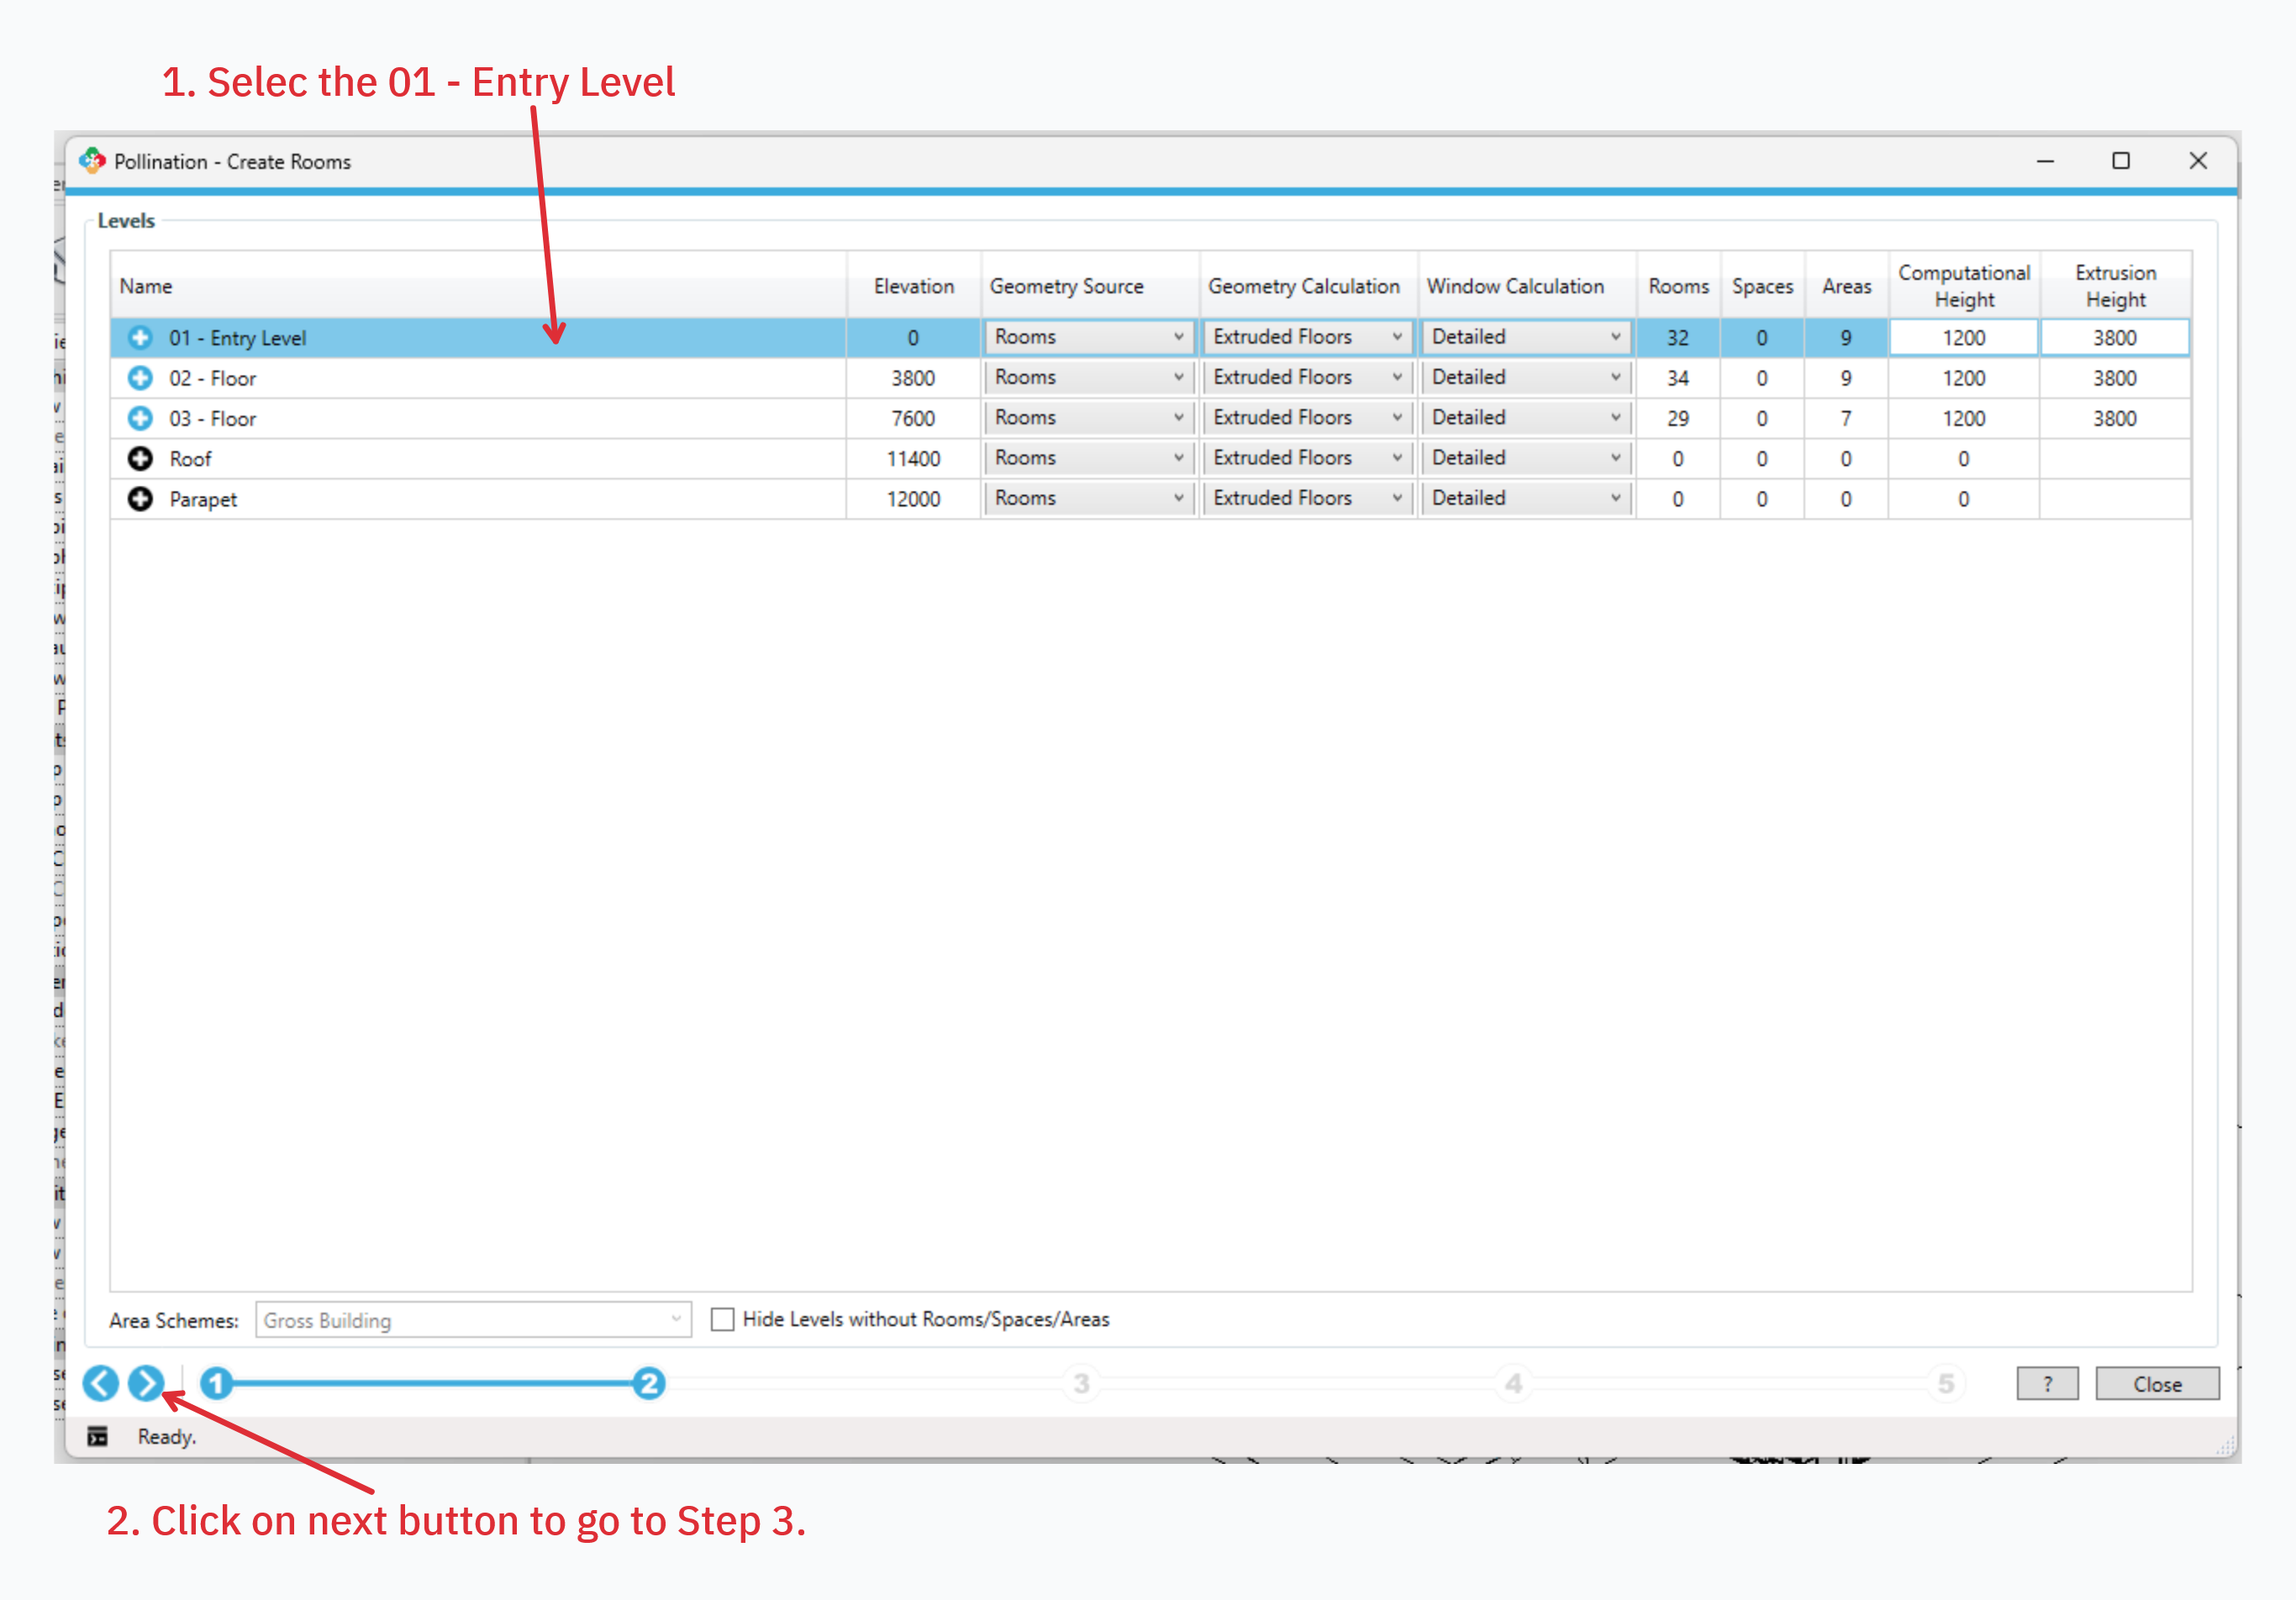 1. Selec the 01 - Entry Level
Pollination - Create Rooms
Levels
Name Elevation Geometry Source Geometry Calculation Window Calculation Rooms Spaces Areas Computational Height Extrusion Height
01 - Entry Level 0 Rooms Extruded Floors Detailed 32 0 9 1200 3800
02 - Floor 3800 Rooms Extruded Floors Detailed 34 0 9 1200 3800
03 - Floor 7600 Rooms Extruded Floors Detailed 29 0 7 1200 3800
Roof 11400 Rooms Extruded Floors Detailed 0 0 0 0
Parapet 12000 Rooms Extruded Floors Detailed 0 0 0 0
Area Schemes: Gross Building Hide Levels without Rooms/Spaces/Areas
1 2 3 4 5 ? Close
Ready.
2. Click on next button to go to Step 3.